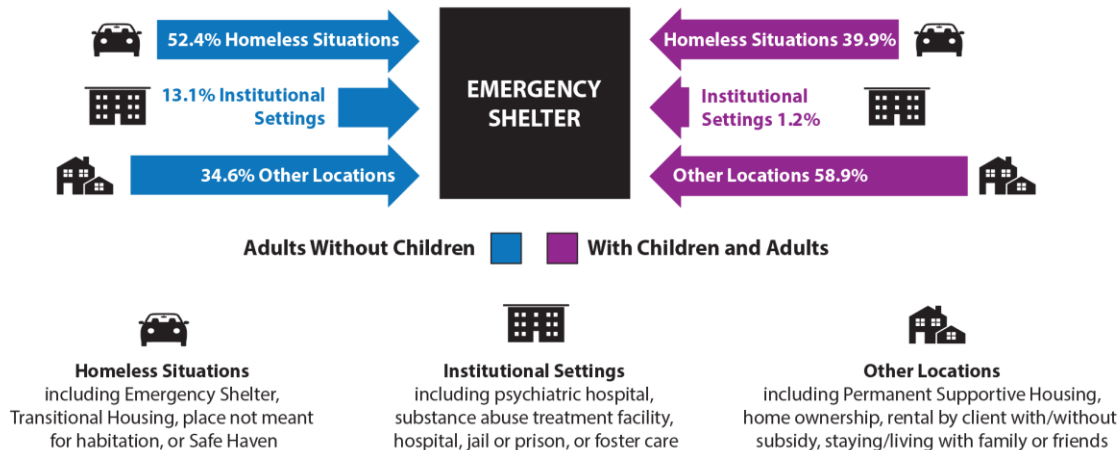 52.4% Homeless Situations
Homeless Situations 39.9%
13.1% Institutional
Settings
EMERGENCY
SHELTER
Institutional
Settings 1.2%
34.6% Other Locations
Other Locations 58.9%
Adults Without Children
With Children and Adults
Homeless Situations
including Emergency Shelter,
Transitional Housing, place not meant
for habitation, or Safe Haven
Institutional Settings
including psychiatric hospital,
substance abuse treatment facility,
hospital, jail or prison, or foster care
Other Locations
including Permanent Supportive Housing,
home ownership, rental by client with/without
subsidy, staying/living with family or friends